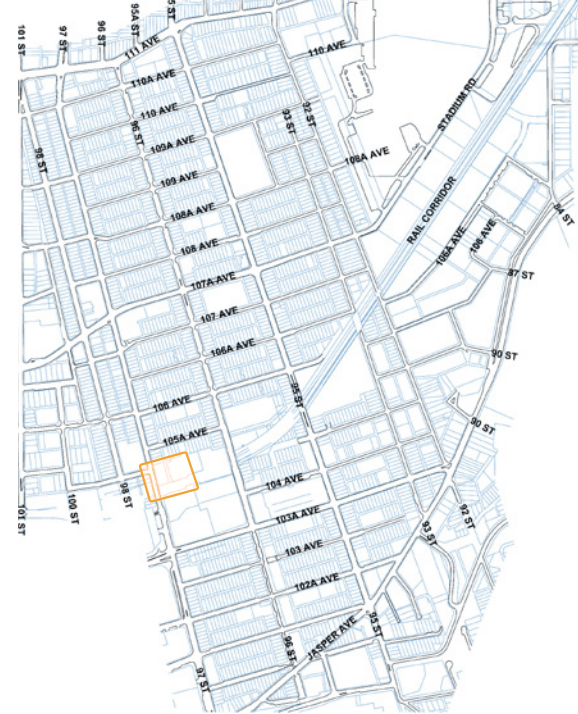 95 ST
95A ST
96 ST
97 ST
101 ST
111 AVE
110 AVE
110A AVE
110 AVE
96 ST
109A AVE
93 ST
92 ST
STADIUM RD
98 ST
108A AVE
109 AVE
RAIL CORRIDOR
108A AVE
84 ST
106A AVE
106 AVE
108 AVE
107A AVE
87 ST
107 AVE
106A AVE
90 ST
95 ST
106 AVE
90 ST
105A AVE
104 AVE
98 ST
100 ST
101 ST
103A AVE
92 ST
93 ST
103 AVE
102A AVE
95 ST
JASPER AVE
96 ST
97 ST